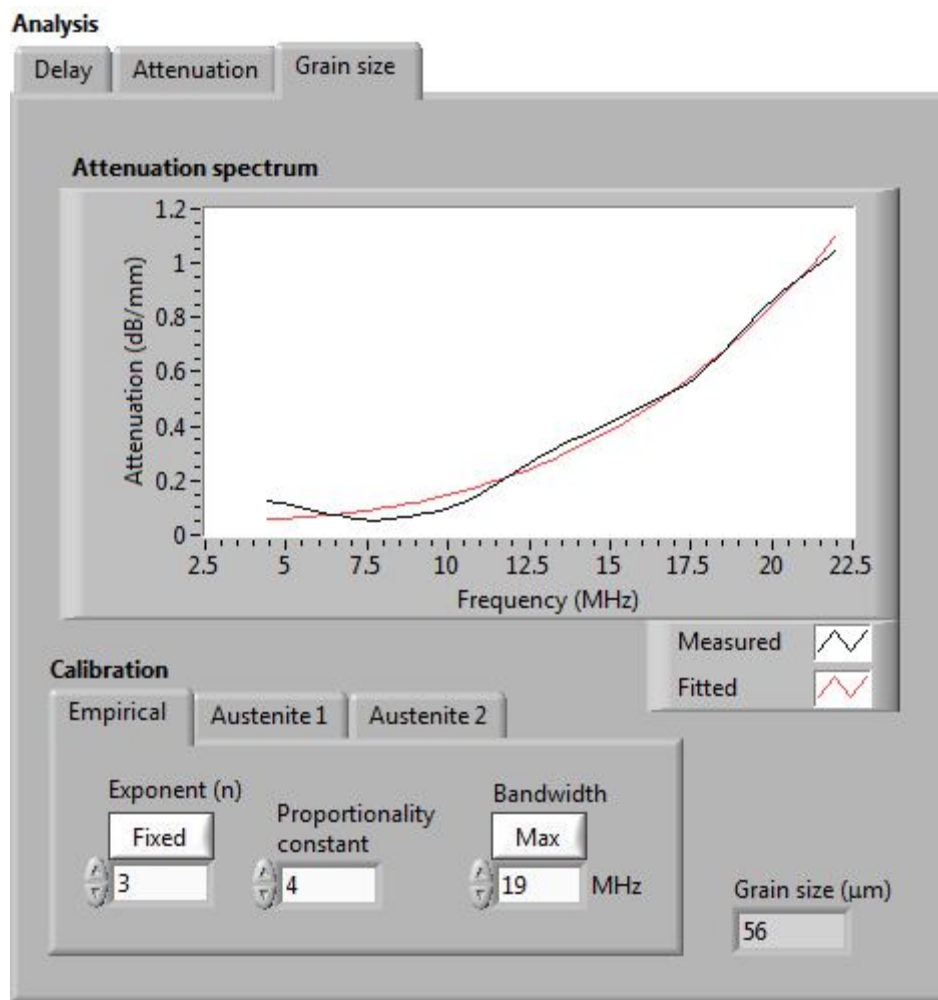 Analysis
Delay Attenuation Grain size
Attenuation spectrum
1.2
1
0.8
0.6
0.4
0.2
0
Attenuation (dB/mm)
2.5 5 7.5 10 12.5 15 17.5 20 22.5
Frequency (MHz)
Measured
Fitted
Calibration
Empirical Austenite 1 Austenite 2
Exponent (n)
Fixed
3
Proportionality
constant
4
Bandwidth
Max
19 MHz
Grain size (µm)
56